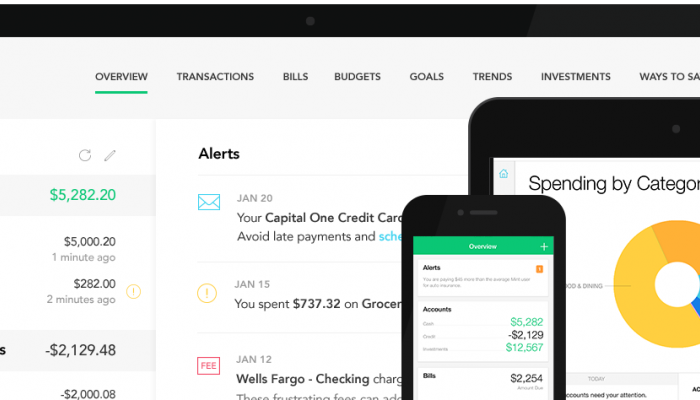 OVERVIEW TRANSACTIONS BILLS BUDGETS GOALS TRENDS INVESTMENTS WAYS TO SA
$5,282.20
$5,000.20
1 minute ago
$282.00
2 minutes ago
s -$2,129.48
-$2,000.08
Alerts
JAN 20
Your Capital One Credit Card
Avoid late payments and sche
JAN 15
You spent $737.32 on Grocer
FEE
JAN 12
Wells Fargo - Checking charg
These frustrating fees can add
Overview +
Alerts
You are paying $40 more than the average Mint user
for auto insurance.
Accounts
Cash $5,282
Credit -$2,129
Investments $12,567
Bills
$2,254
Amount Due
Spending by Categor
OD & DINING
TODAY
accounts need your attention.
AC